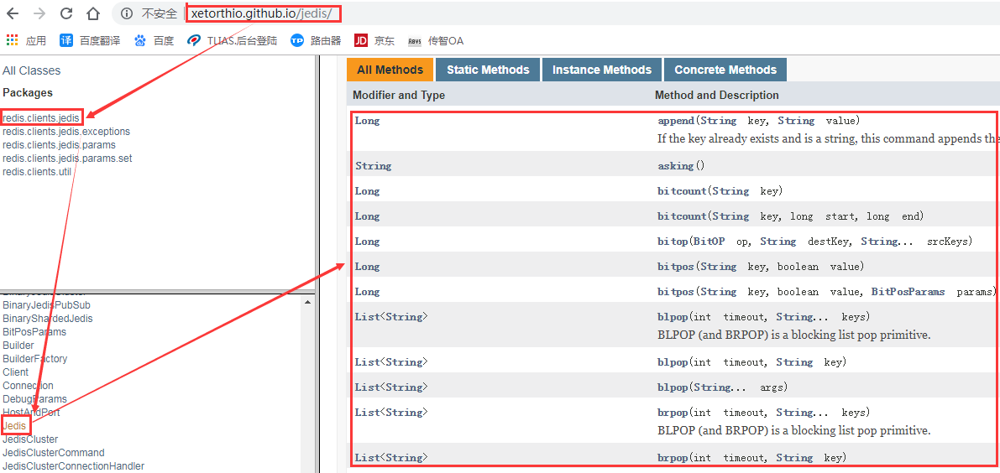 不安全 xetorthio.github.io/jedis/
应用 译 百度翻译 百度 TLIAS.后台登陆 TP 路由器 JD 京东 传智OA
All Classes
Packages
redis.clients.jedis
redis.clients.jedis.exceptions
redis.clients.jedis.params
redis.clients.jedis.params.set
redis.clients.util
BinaryJedisCluster
BinaryJedisPubSub
BinaryShardedJedis
BitPosParams
Builder
BuilderFactory
Client
Connection
DebugParams
HostAndPort
Jedis
JedisCluster
JedisClusterCommand
JedisClusterConnectionHandler
All Methods Static Methods Instance Methods Concrete Methods
Modifier and Type Method and Description
Long append(String key, String value)
If the key already exists and is a string, this command appends the
String asking()
Long bitcount(String key)
Long bitcount(String key, long start, long end)
Long bitop(BitOP op, String destKey, String... srcKeys)
Long bitpos(String key, boolean value)
Long bitpos(String key, boolean value, BitPosParams params)
List<String> blpop(int timeout, String... keys)
BLPOP (and BRPOP) is a blocking list pop primitive.
List<String> blpop(int timeout, String key)
List<String> blpop(String... args)
List<String> brpop(int timeout, String... keys)
BLPOP (and BRPOP) is a blocking list pop primitive.
List<String> brpop(int timeout, String key)